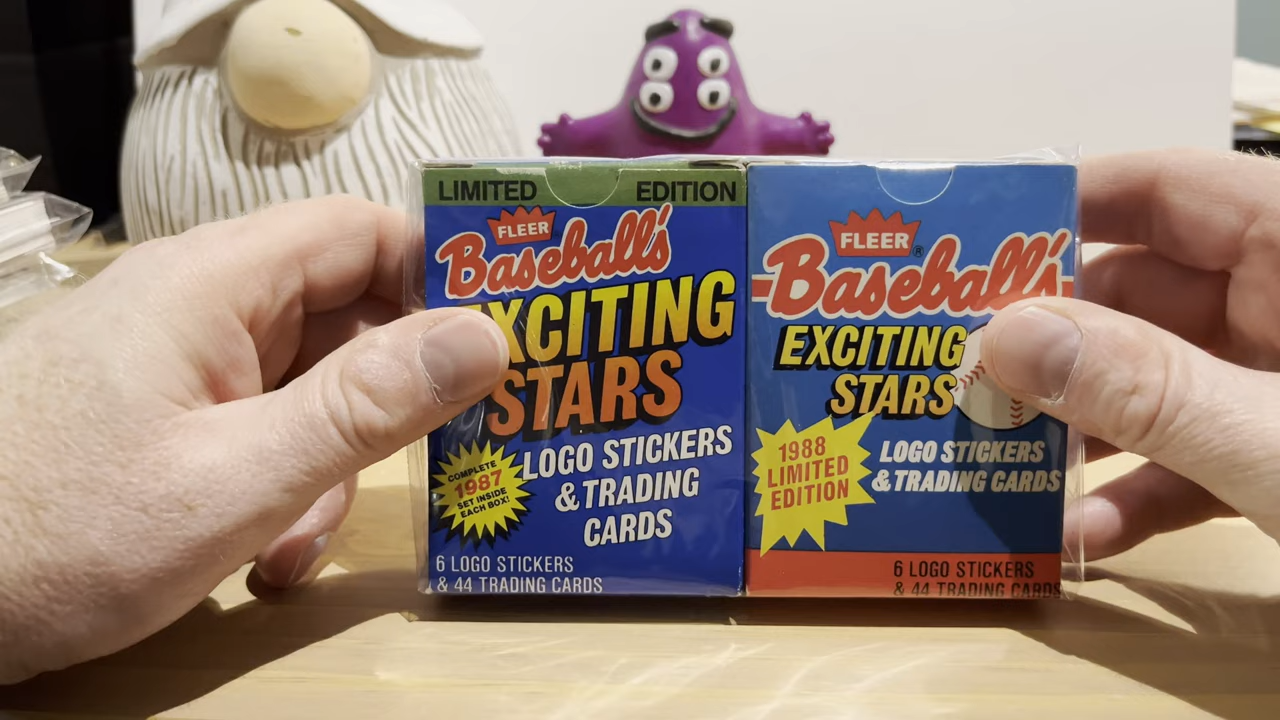 LIMITED EDITION
FLEER
Baseball's
EXCITING
STARS
COMPLETE
1987
SET INSIDE
EACH BOX!
LOGO STICKERS
& TRADING
CARDS
6 LOGO STICKERS
& 44 TRADING CARDS
FLEER®
Baseball's
EXCITING
STARS
1988
LIMITED
EDITION
LOGO STICKERS
& TRADING CARDS
6 LOGO STICKERS
& 44 TRADING CARDS